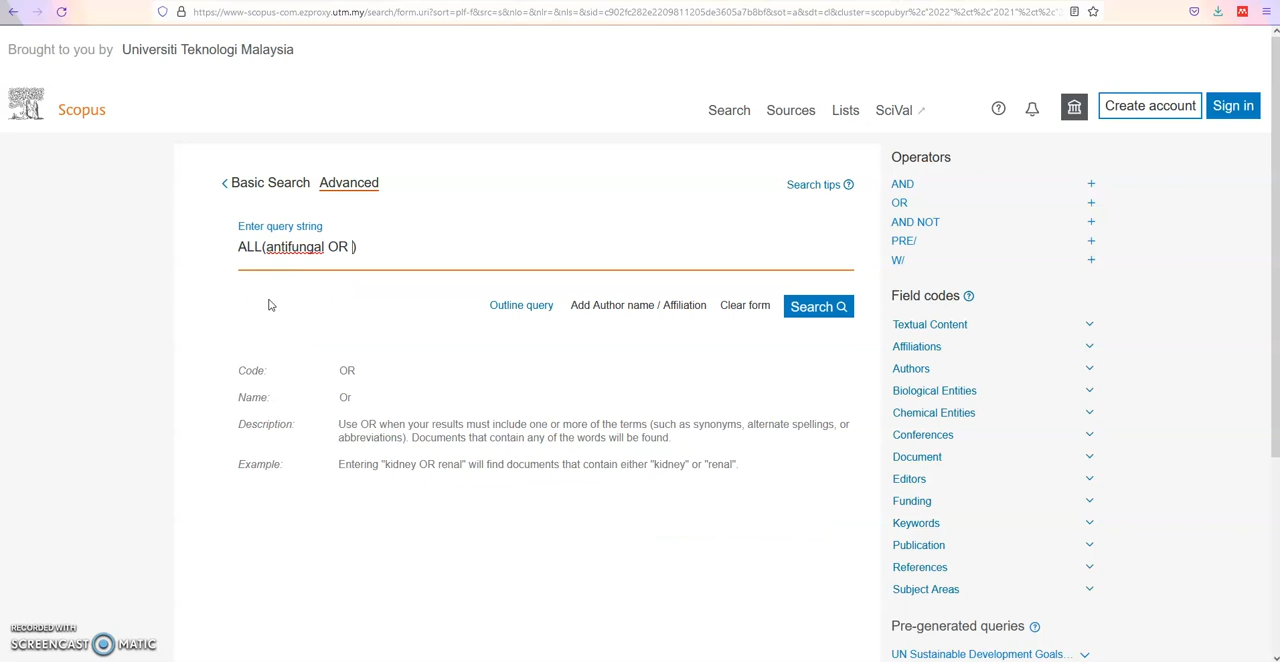 https://www-scopus-com.ezproxy.utm.my/search/form.uri?sort=plf-f&src=s&nlo=&nlr=&nls=&sid=c902fc282e2209811205de3605a7b8bf&sot=a&sdt=cl&cluster=scopubyr%2c"2022"%2ct%2c"2021"%2ct%2c"2
Brought to you by Universiti Teknologi Malaysia
Scopus
Search Sources Lists SciVal ↗
Create account Sign in
Basic Search Advanced
Search tips
Enter query string
ALL(antifungal OR )
Outline query Add Author name / Affiliation Clear form Search
Code: OR
Name: Or
Description: Use OR when your results must include one or more of the terms (such as synonyms, alternate spellings, or
abbreviations). Documents that contain any of the words will be found.
Example: Entering "kidney OR renal" will find documents that contain either "kidney" or "renal".
Operators
AND +
OR +
AND NOT +
PRE/ +
W/ +
Field codes
Textual Content
Affiliations
Authors
Biological Entities
Chemical Entities
Conferences
Document
Editors
Funding
Keywords
Publication
References
Subject Areas
Pre-generated queries
UN Sustainable Development Goals...
RECORDED WITH
SCREENCAST MATIC